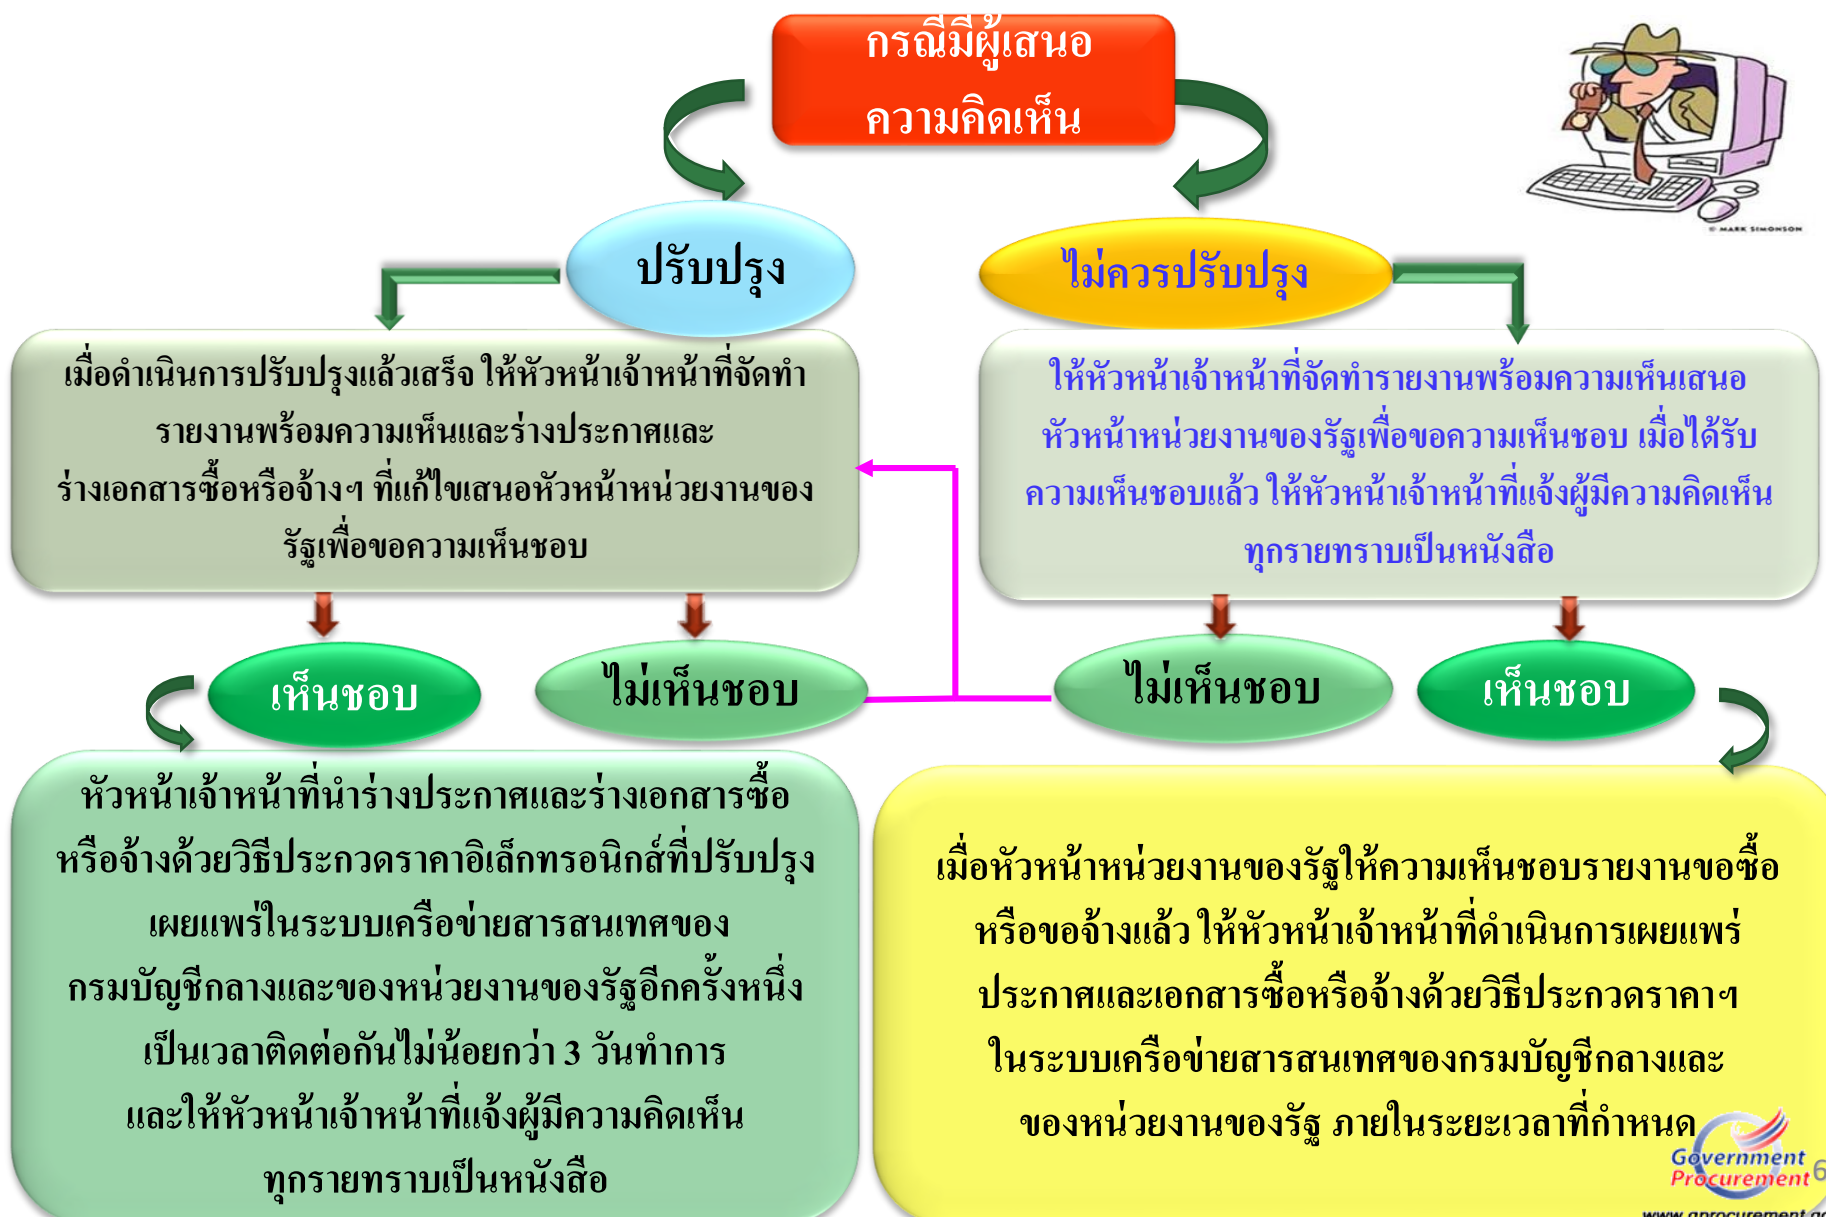 กรณีมีผู้เสนอ
ความคิดเห็น
© MARK SIMONSON
ปรับปรุง
ไม่ควรปรับปรุง
เมื่อดำเนินการปรับปรุงแล้วเสร็จ ให้หัวหน้าเจ้าหน้าที่จัดทำ
รายงานพร้อมความเห็นและร่างประกาศและ
ร่างเอกสารซื้อหรือจ้างฯ ที่แก้ไขเสนอหัวหน้าหน่วยงานของ
รัฐเพื่อขอความเห็นชอบ
ให้หัวหน้าเจ้าหน้าที่จัดทำรายงานพร้อมความเห็นเสนอ
หัวหน้าหน่วยงานของรัฐเพื่อขอความเห็นชอบ เมื่อได้รับ
ความเห็นชอบแล้ว ให้หัวหน้าเจ้าหน้าที่แจ้งผู้มีความคิดเห็น
ทุกรายทราบเป็นหนังสือ
เห็นชอบ
ไม่เห็นชอบ
ไม่เห็นชอบ
เห็นชอบ
หัวหน้าเจ้าหน้าที่นำร่างประกาศและร่างเอกสารซื้อ
หรือจ้างด้วยวิธีประกวดราคาอิเล็กทรอนิกส์ที่ปรับปรุง
เผยแพร่ในระบบเครือข่ายสารสนเทศของ
กรมบัญชีกลางและของหน่วยงานของรัฐอีกครั้งหนึ่ง
เป็นเวลาติดต่อกันไม่น้อยกว่า 3 วันทำการ
และให้หัวหน้าเจ้าหน้าที่แจ้งผู้มีความคิดเห็น
ทุกรายทราบเป็นหนังสือ
เมื่อหัวหน้าหน่วยงานของรัฐให้ความเห็นชอบรายงานขอซื้อ
หรือขอจ้างแล้ว ให้หัวหน้าเจ้าหน้าที่ดำเนินการเผยแพร่
ประกาศและเอกสารซื้อหรือจ้างด้วยวิธีประกวดราคาฯ
ในระบบเครือข่ายสารสนเทศของกรมบัญชีกลางและ
ของหน่วยงานของรัฐ ภายในระยะเวลาที่กำหนด
Government
Procurement
6